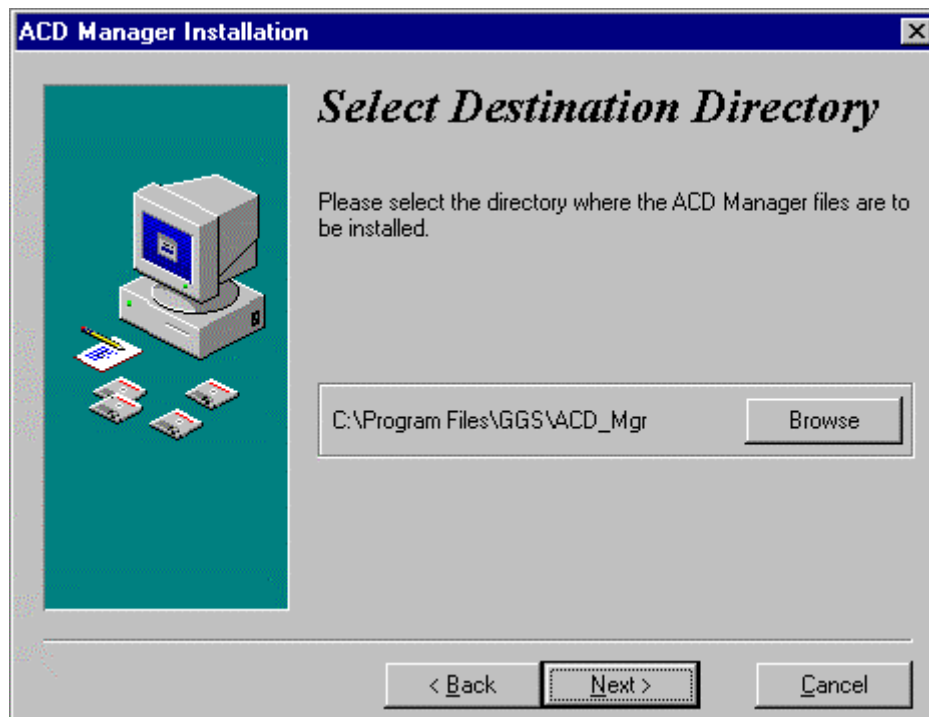 ACD Manager Installation
Select Destination Directory
Please select the directory where the ACD Manager files are to
be installed.
C:\Program Files\GGS\ACD_Mgr
Browse
< Back
Next >
Cancel